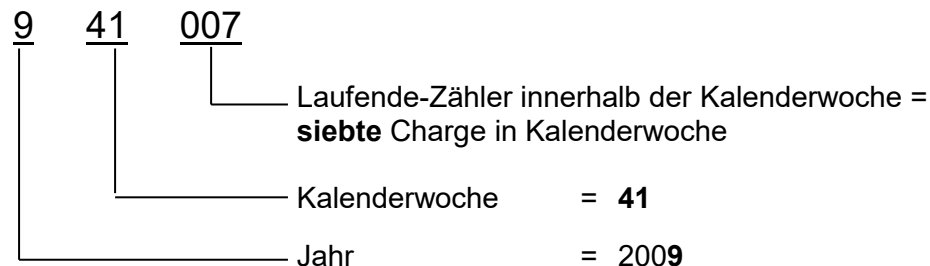 9 41 007
Laufende-Zähler innerhalb der Kalenderwoche =
siebte Charge in Kalenderwoche
Kalenderwoche = 41
Jahr = 2009